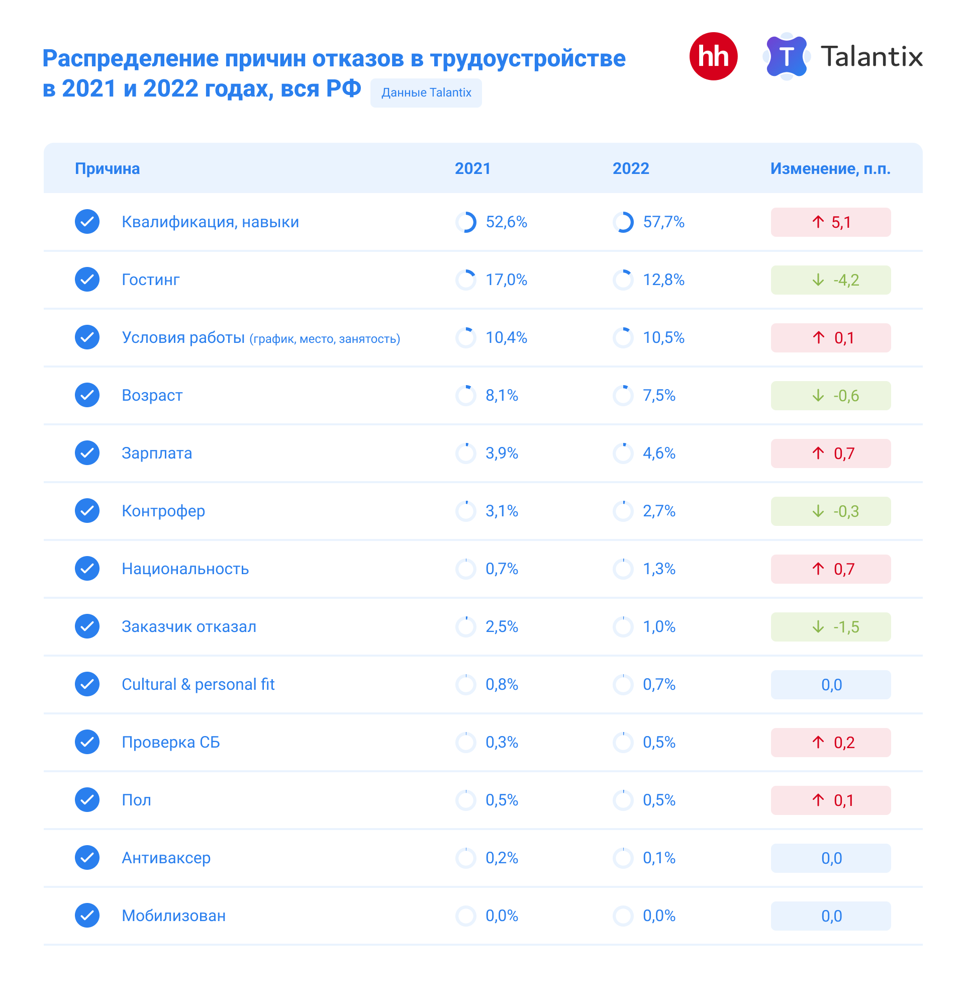 Распределение причин отказов в трудоустройстве
в 2021 и 2022 годах, вся РФ Данные Talantix
hh T Talantix
Причина 2021 2022 Изменение, п.п.
Квалификация, навыки 52,6% 57,7% ↑ 5,1
Гостинг 17,0% 12,8% ↓ -4,2
Условия работы (график, место, занятость) 10,4% 10,5% ↑ 0,1
Возраст 8,1% 7,5% ↓ -0,6
Зарплата 3,9% 4,6% ↑ 0,7
Контрофер 3,1% 2,7% ↓ -0,3
Национальность 0,7% 1,3% ↑ 0,7
Заказчик отказал 2,5% 1,0% ↓ -1,5
Cultural & personal fit 0,8% 0,7% 0,0
Проверка СБ 0,3% 0,5% ↑ 0,2
Пол 0,5% 0,5% ↑ 0,1
Антиваксер 0,2% 0,1% 0,0
Мобилизован 0,0% 0,0% 0,0